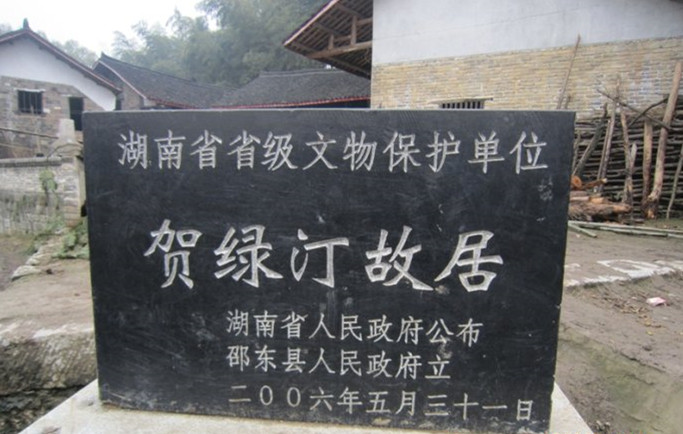 湖南省省级文物保护单位
贺绿汀故居
湖南省人民政府公布
邵东县人民政府立
二〇〇六年五月三十一日